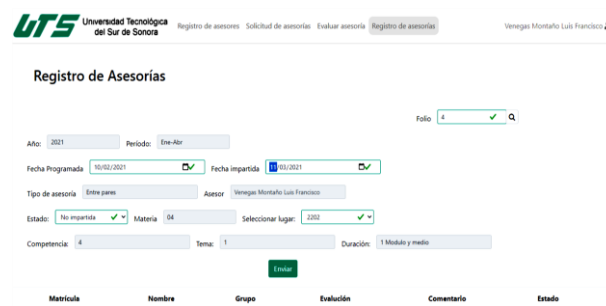 UTS Universidad Tecnológica
del Sur de Sonora
Registro de asesores Solicitud de asesorías Evaluar asesoría Registro de asesorías Venegas Montaño Luis Francisco
Registro de Asesorías
Folio 4
Año: 2021 Periodo: Ene-Abr
Fecha Programada 10/02/2021 Fecha impartida 11/03/2021
Tipo de asesoría Entre pares Asesor Venegas Montaño Luis Francisco
Estado: No impartida Materia 04 Seleccionar lugar: 2202
Competencia: 4 Tema: 1 Duración: 1 Modulo y medio
Enviar
Matrícula Nombre Grupo Evalución Comentario Estado